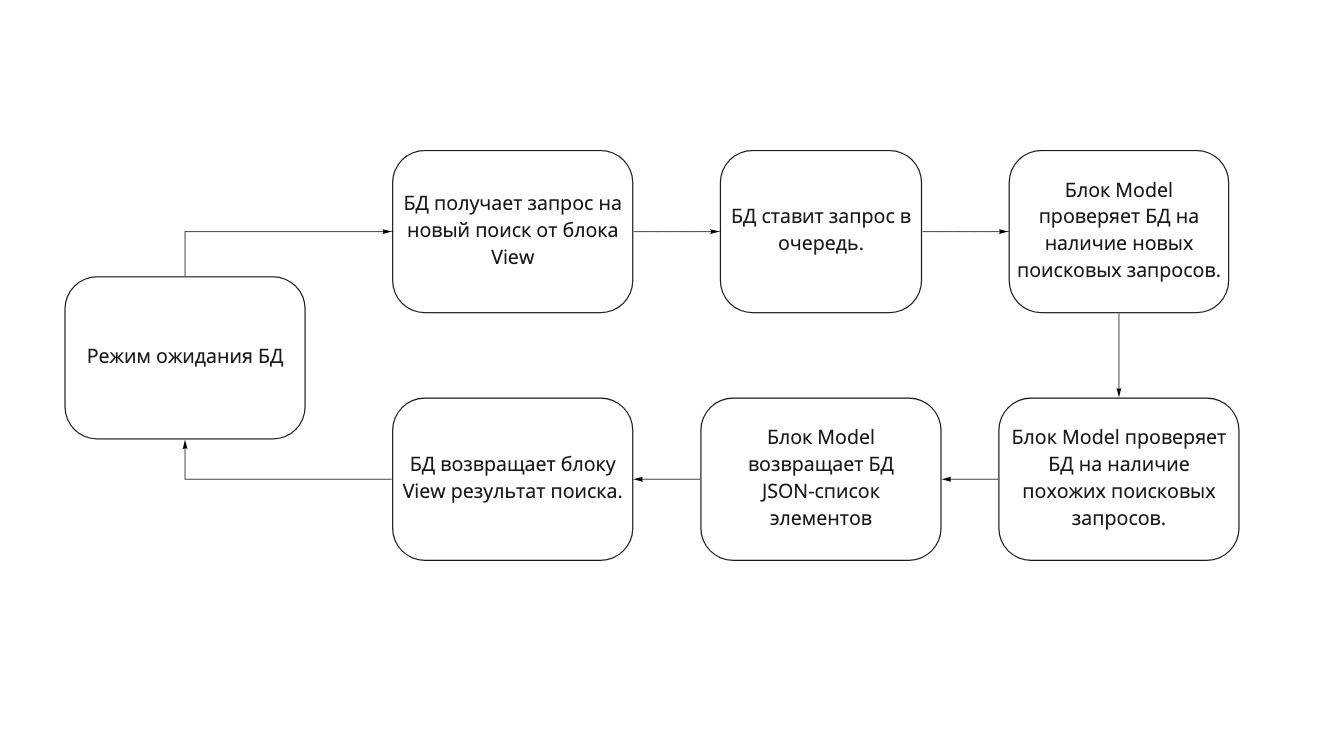 БД получает запрос на
новый поиск от блока
View
БД ставит запрос в
очередь.
Блок Model
проверяет БД на
наличие новых
поисковых запросов.
Режим ожидания БД
БД возвращает блоку
View результат поиска.
Блок Model
возвращает БД
JSON-список
элементов
Блок Model проверяет
БД на наличие
похожих поисковых
запросов.